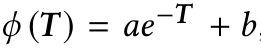 ϕ(T) = ae^{−T} + b,